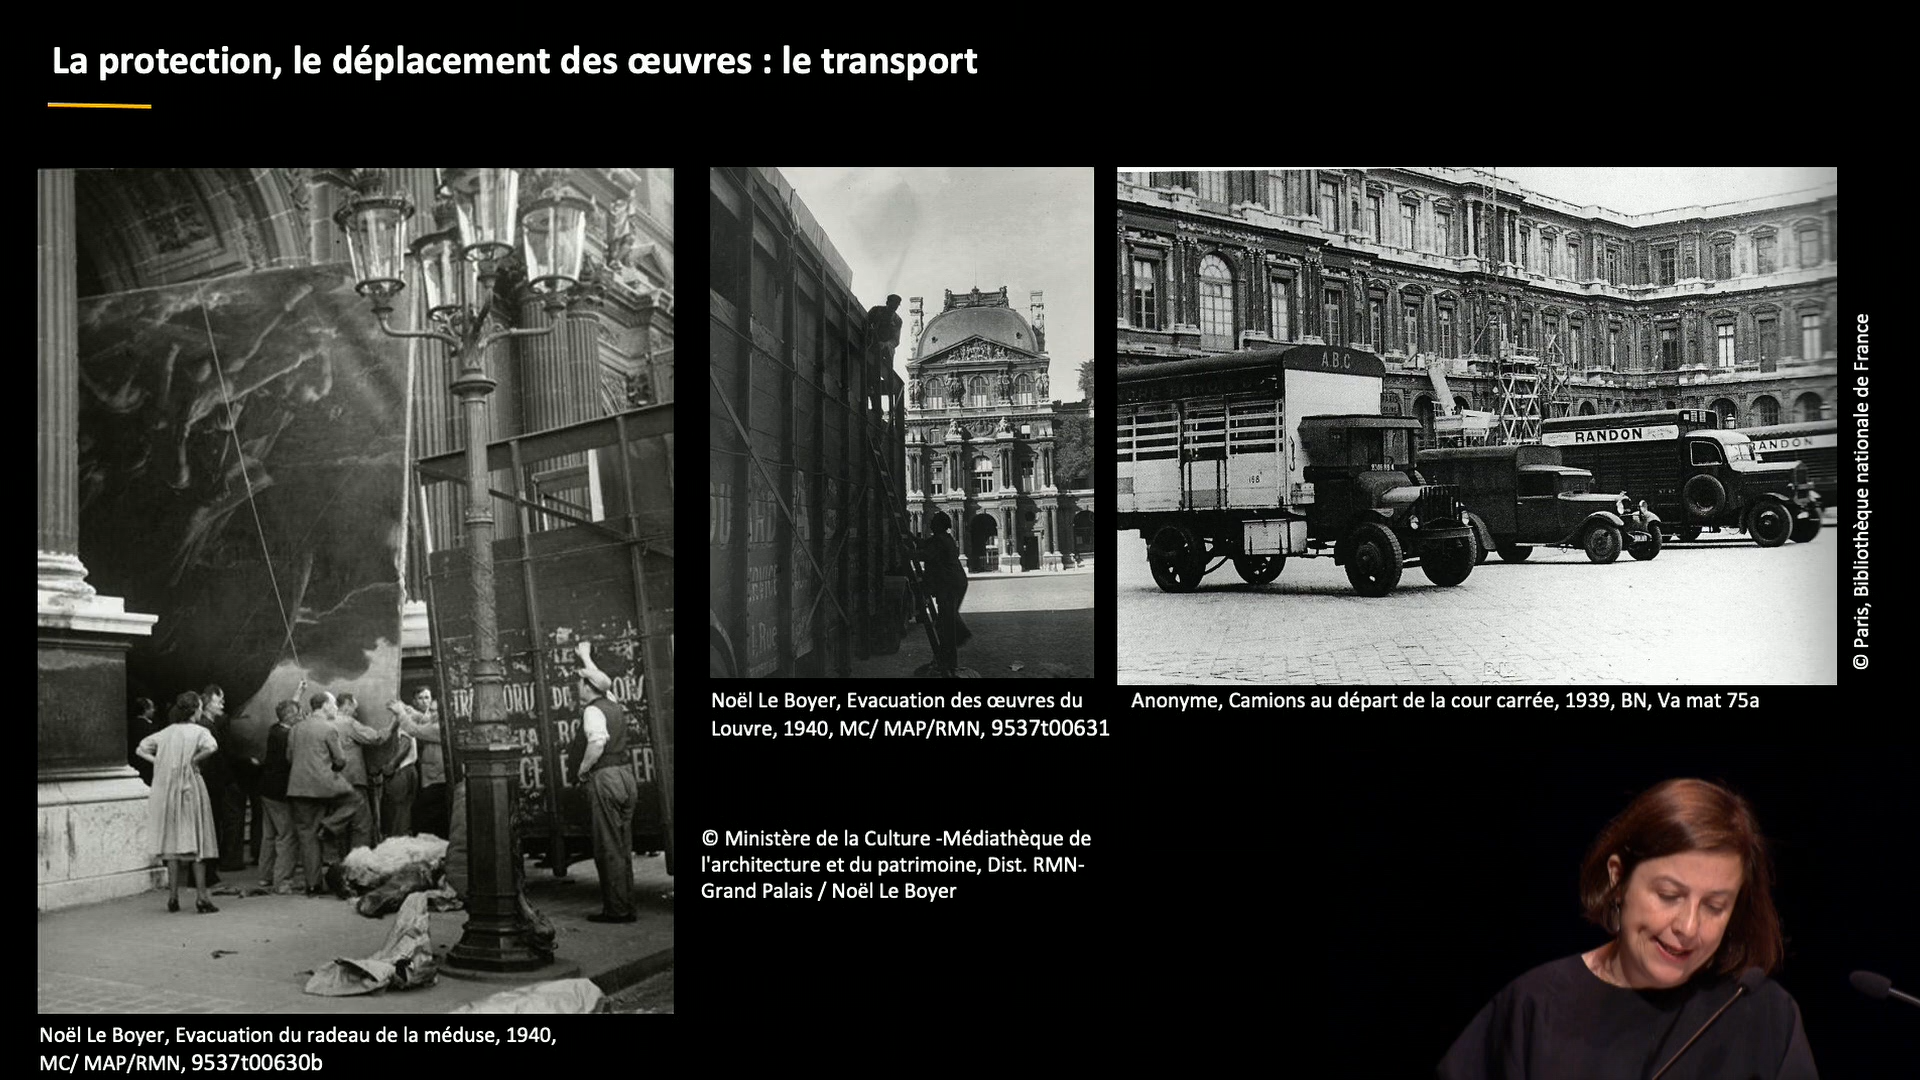 La protection, le déplacement des œuvres : le transport
A.B.C
168
RANDON
RANDON
© Paris, Bibliothèque nationale de France
Noël Le Boyer, Evacuation des œuvres du
Louvre, 1940, MC/ MAP/RMN, 9537t00631
Anonyme, Camions au départ de la cour carrée, 1939, BN, Va mat 75a
© Ministère de la Culture -Médiathèque de
l'architecture et du patrimoine, Dist. RMN-
Grand Palais / Noël Le Boyer
Noël Le Boyer, Evacuation du radeau de la méduse, 1940,
MC/ MAP/RMN, 9537t00630b